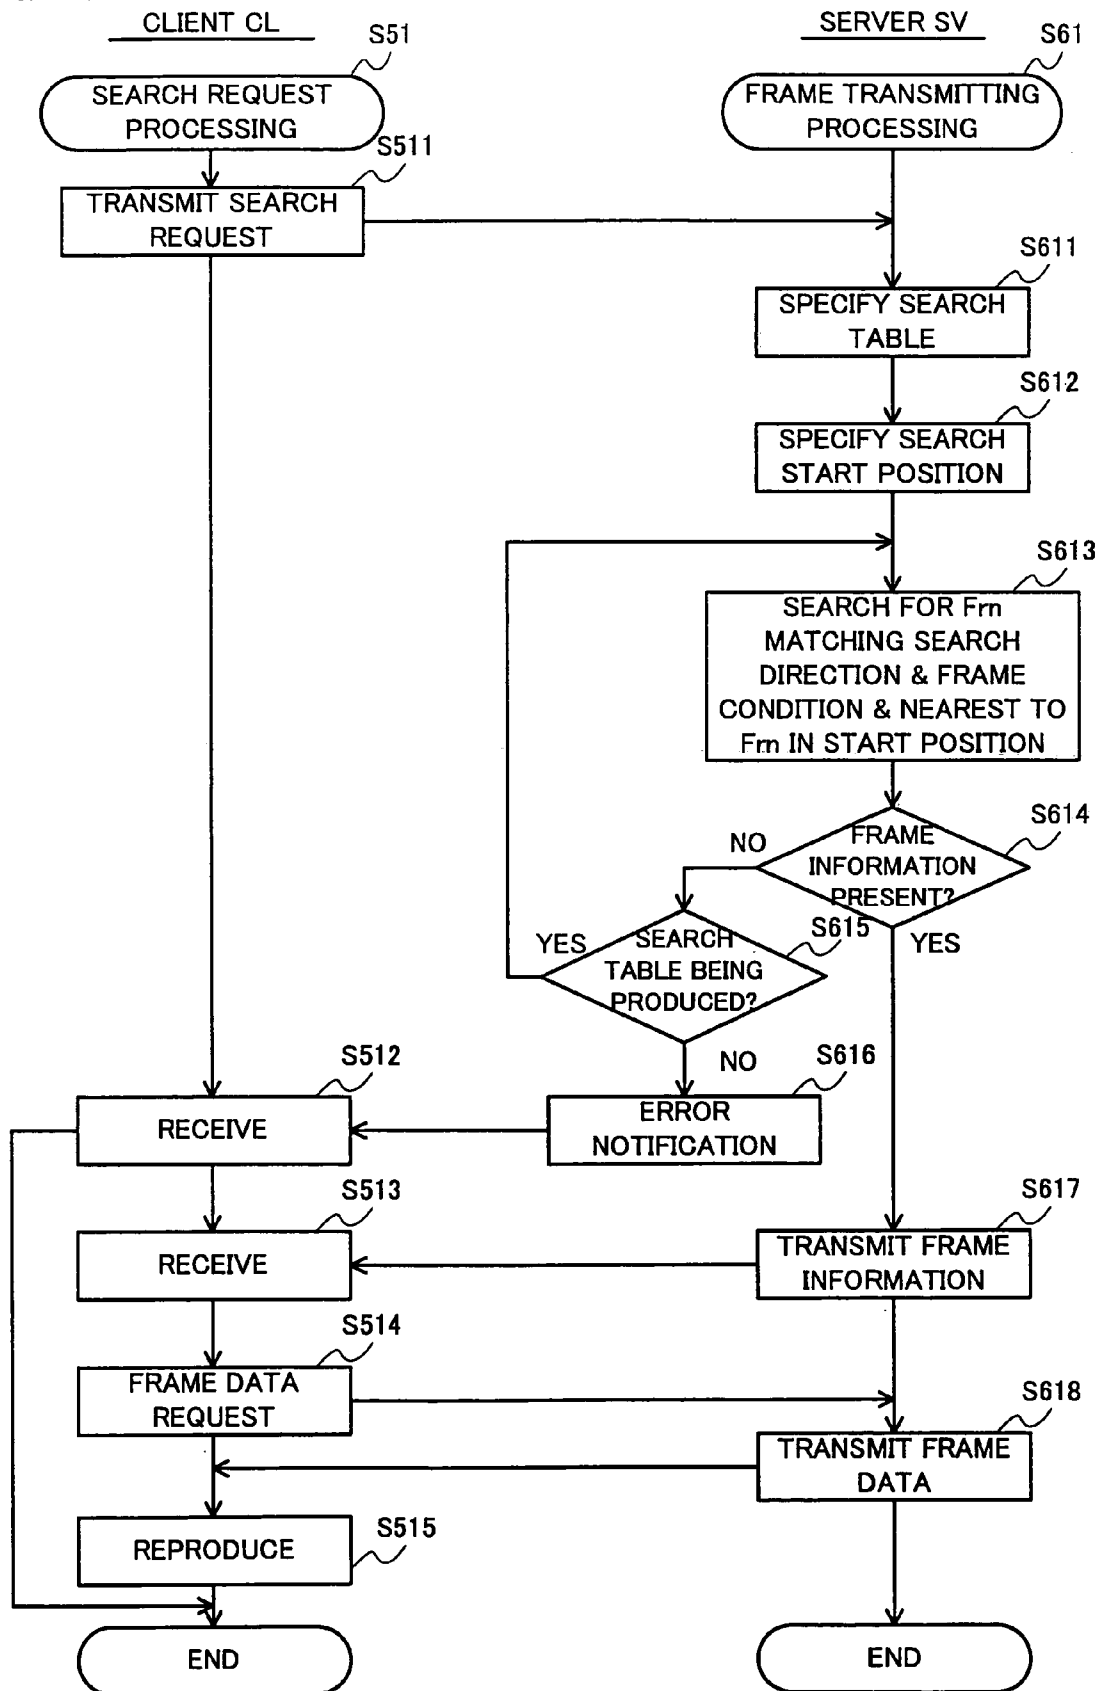 CLIENT CL
SERVER SV
S51
S61
SEARCH REQUEST
PROCESSING
FRAME TRANSMITTING
PROCESSING
S511
TRANSMIT SEARCH
REQUEST
S611
SPECIFY SEARCH
TABLE
S612
SPECIFY SEARCH
START POSITION
S613
SEARCH FOR Frn
MATCHING SEARCH
DIRECTION & FRAME
CONDITION & NEAREST TO
Frn IN START POSITION
S614
NO
FRAME
INFORMATION
PRESENT?
S615
YES
YES
SEARCH
TABLE BEING
PRODUCED?
S512
NO
S616
RECEIVE
ERROR
NOTIFICATION
S513
S617
RECEIVE
TRANSMIT FRAME
INFORMATION
S514
FRAME DATA
REQUEST
S618
TRANSMIT FRAME
DATA
S515
REPRODUCE
END
END